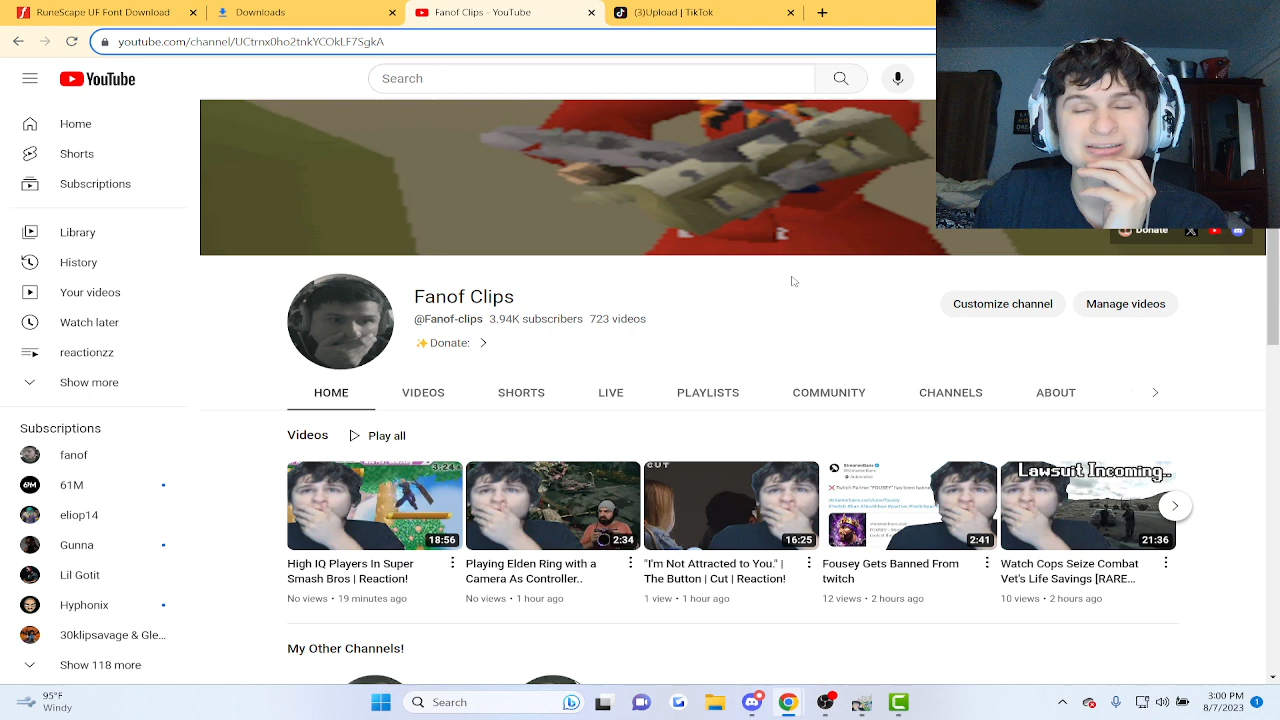 RuneScape UI Forum
Downloads
Fanof Clips - YouTube
(3)Upload | TikTok
youtube.com/channel/UCtrnx0ho2tnkYCOkLF7SgkA
YouTube
Search
Home
Shorts
Subscriptions
Library
History
Your videos
Watch later
reactionzz
Show more
Donate
Fanof Clips
@Fanof-clips 3.94K subscribers 723 videos
✨Donate:
Customize channel
Manage videos
HOME VIDEOS SHORTS LIVE PLAYLISTS COMMUNITY CHANNELS ABOUT
Subscriptions
fanof
Gunna
Lil Gotit
Hyphonix
30klipsavage & Gle...
Show 118 more
Videos
Play all
CUT
StreamerBans
Automated
Lawsuit Incoming...
18:56
2:34
16:25
2:41
21:36
High IQ Players In Super
Smash Bros | Reaction!
No views • 19 minutes ago
Playing Elden Ring with a
Camera As Controller..
No views • 1 hour ago
"I'm Not Attracted to You." |
The Button | Cut | Reaction!
1 view • 1 hour ago
Fousey Gets Banned From
twitch
12 views • 2 hours ago
Watch Cops Seize Combat
Vet's Life Savings [RARE...
10 views • 2 hours ago
My Other Channels!
95°F
Windy
Search
3:00 PM
8/7/2023
1